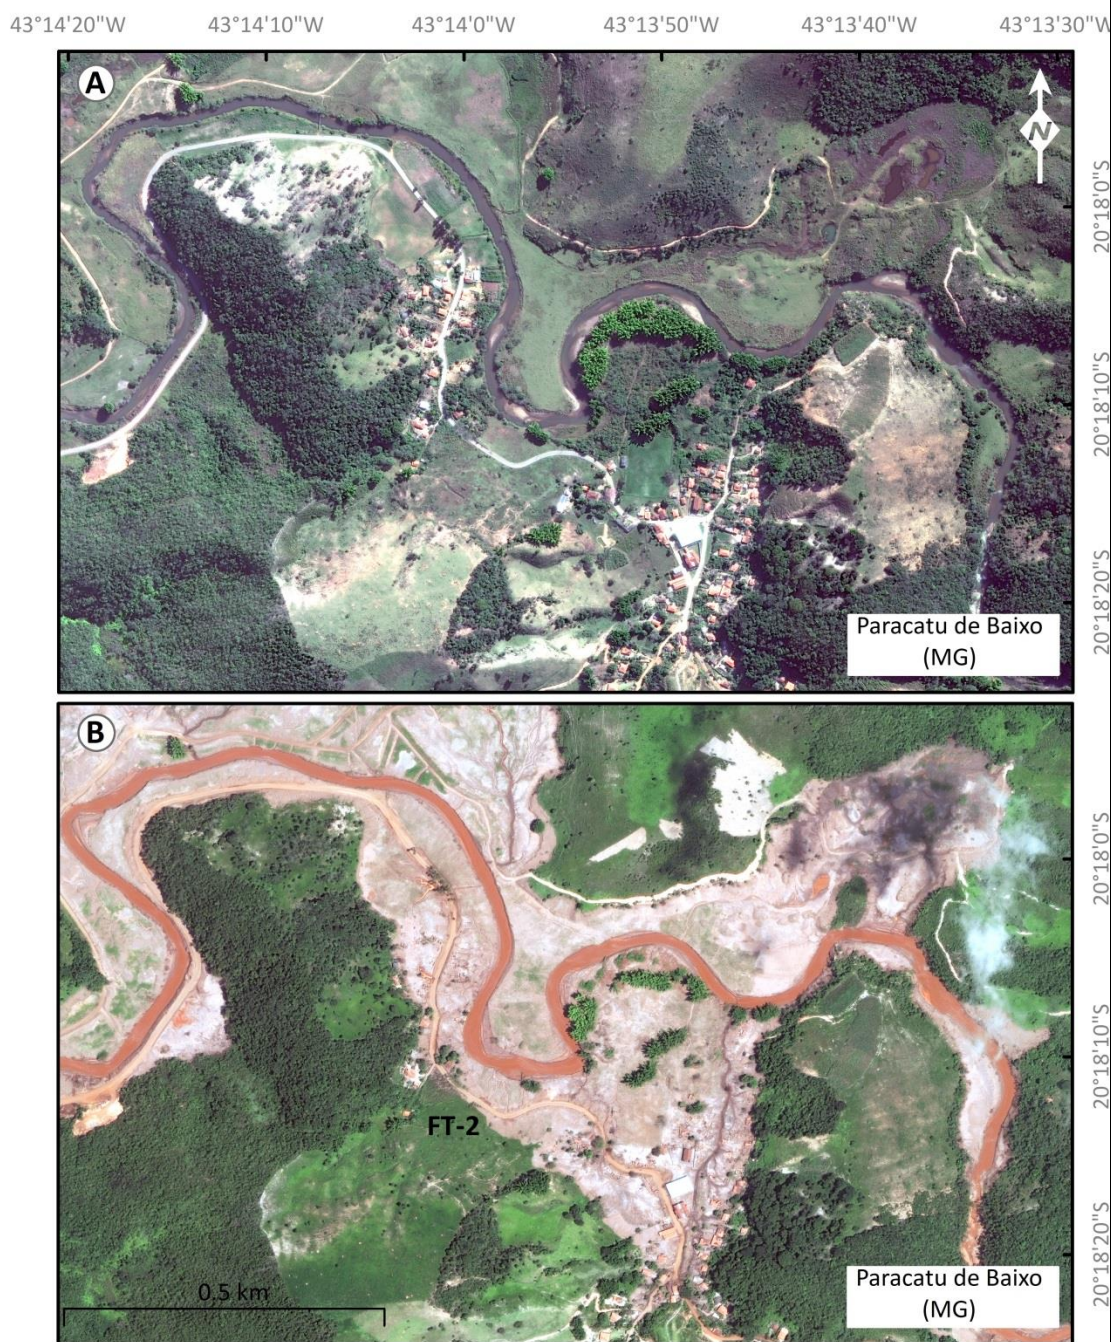 43°14'20"W
43°14'10"W
43°14'0"W
43°13'50"W
43°13'40"W
43°13'30"W
A
N
20°18'0"S
20°18'10"S
20°18'20"S
Paracatu de Baixo
(MG)
B
20°18'0"S
20°18'10"S
20°18'20"S
FT-2
0.5 km
Paracatu de Baixo
(MG)